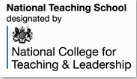 National Teaching School
designated by
National College for
Teaching & Leadership